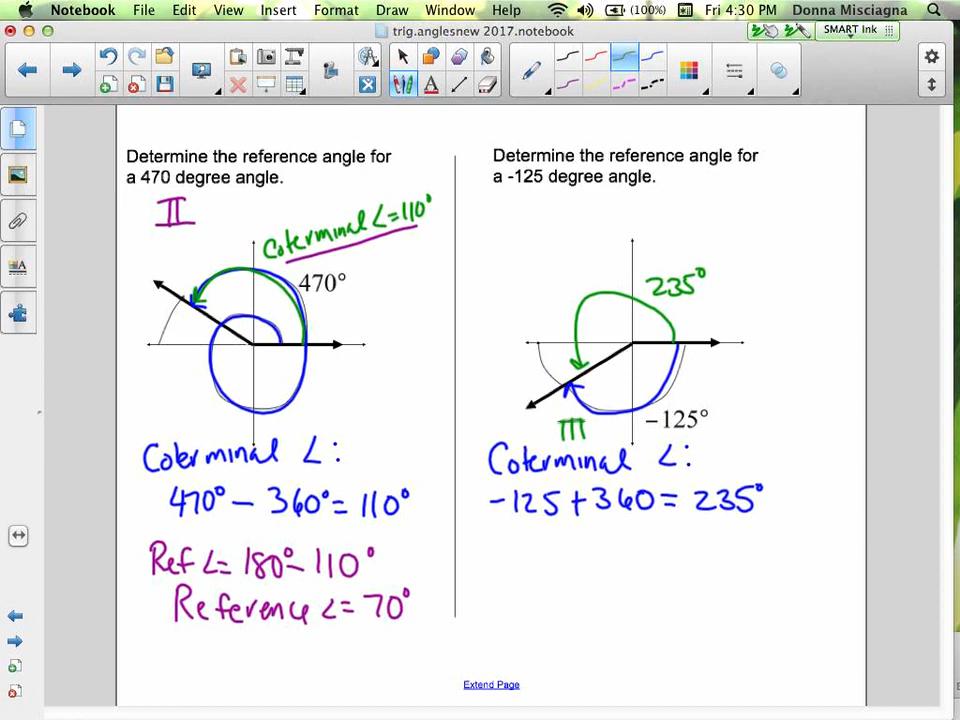 Notebook File Edit View Insert Format Draw Window Help (100%) Fri 4:30 PM Donna Misciagna
trig.anglesnew 2017.notebook
SMART Ink
Determine the reference angle for
a 470 degree angle.
II
Coterminal ∠=110°
470°
Coterminal ∠:
470° − 360° = 110°
Ref ∠= 180° − 110°
Reference ∠= 70°
Determine the reference angle for
a -125 degree angle.
235°
−125°
III
Coterminal ∠:
-125 + 360 = 235°
Extend Page